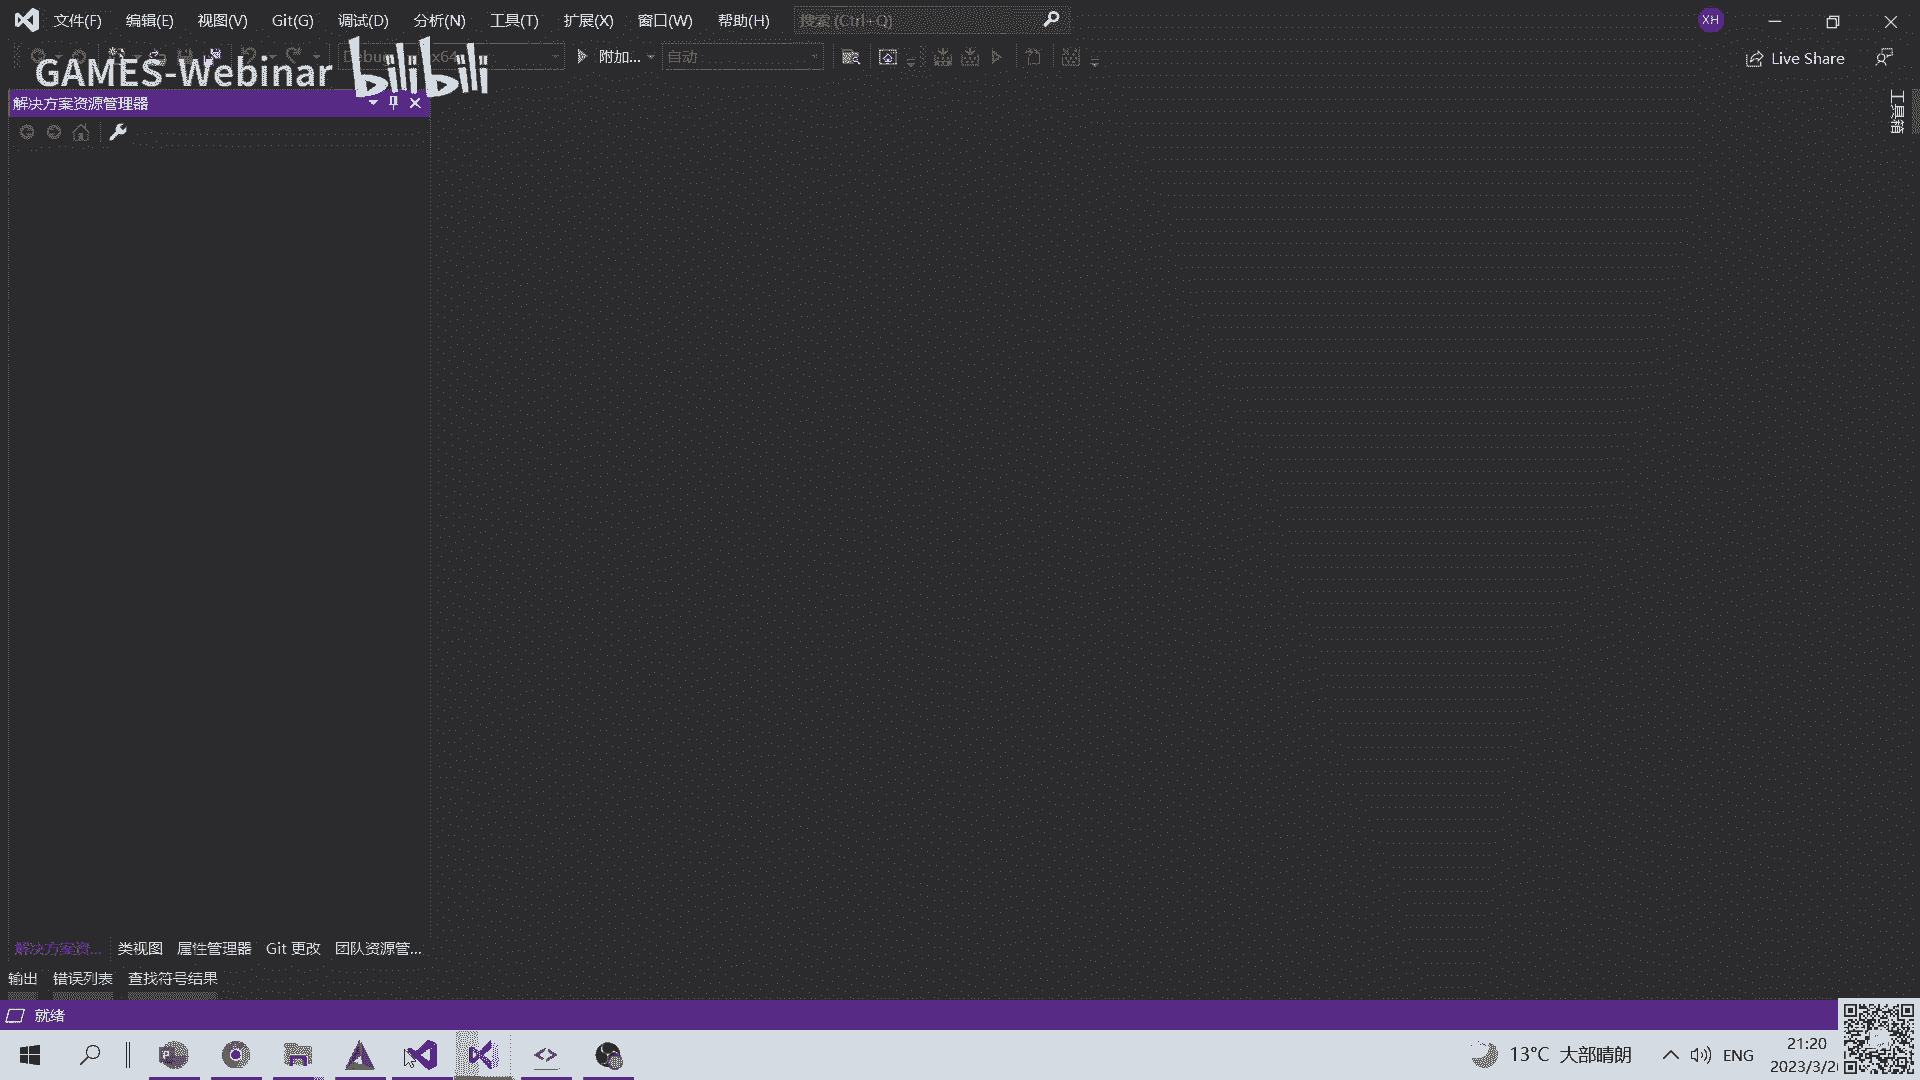 文件(F) 编辑(E) 视图(V) Git(G) 调试(D) 分析(N) 工具(T) 扩展(X) 窗口(W) 帮助(H) 搜索 (Ctrl+Q) XH
x64 附加... 自动 Live Share
GAMES-Webinar bilibili
解决方案资源管理器
工具箱
解决方案资... 类视图 属性管理器 Git 更改 团队资源管...
输出 错误列表 查找符号结果
就绪
13°C 大部晴朗 ENG 21:20